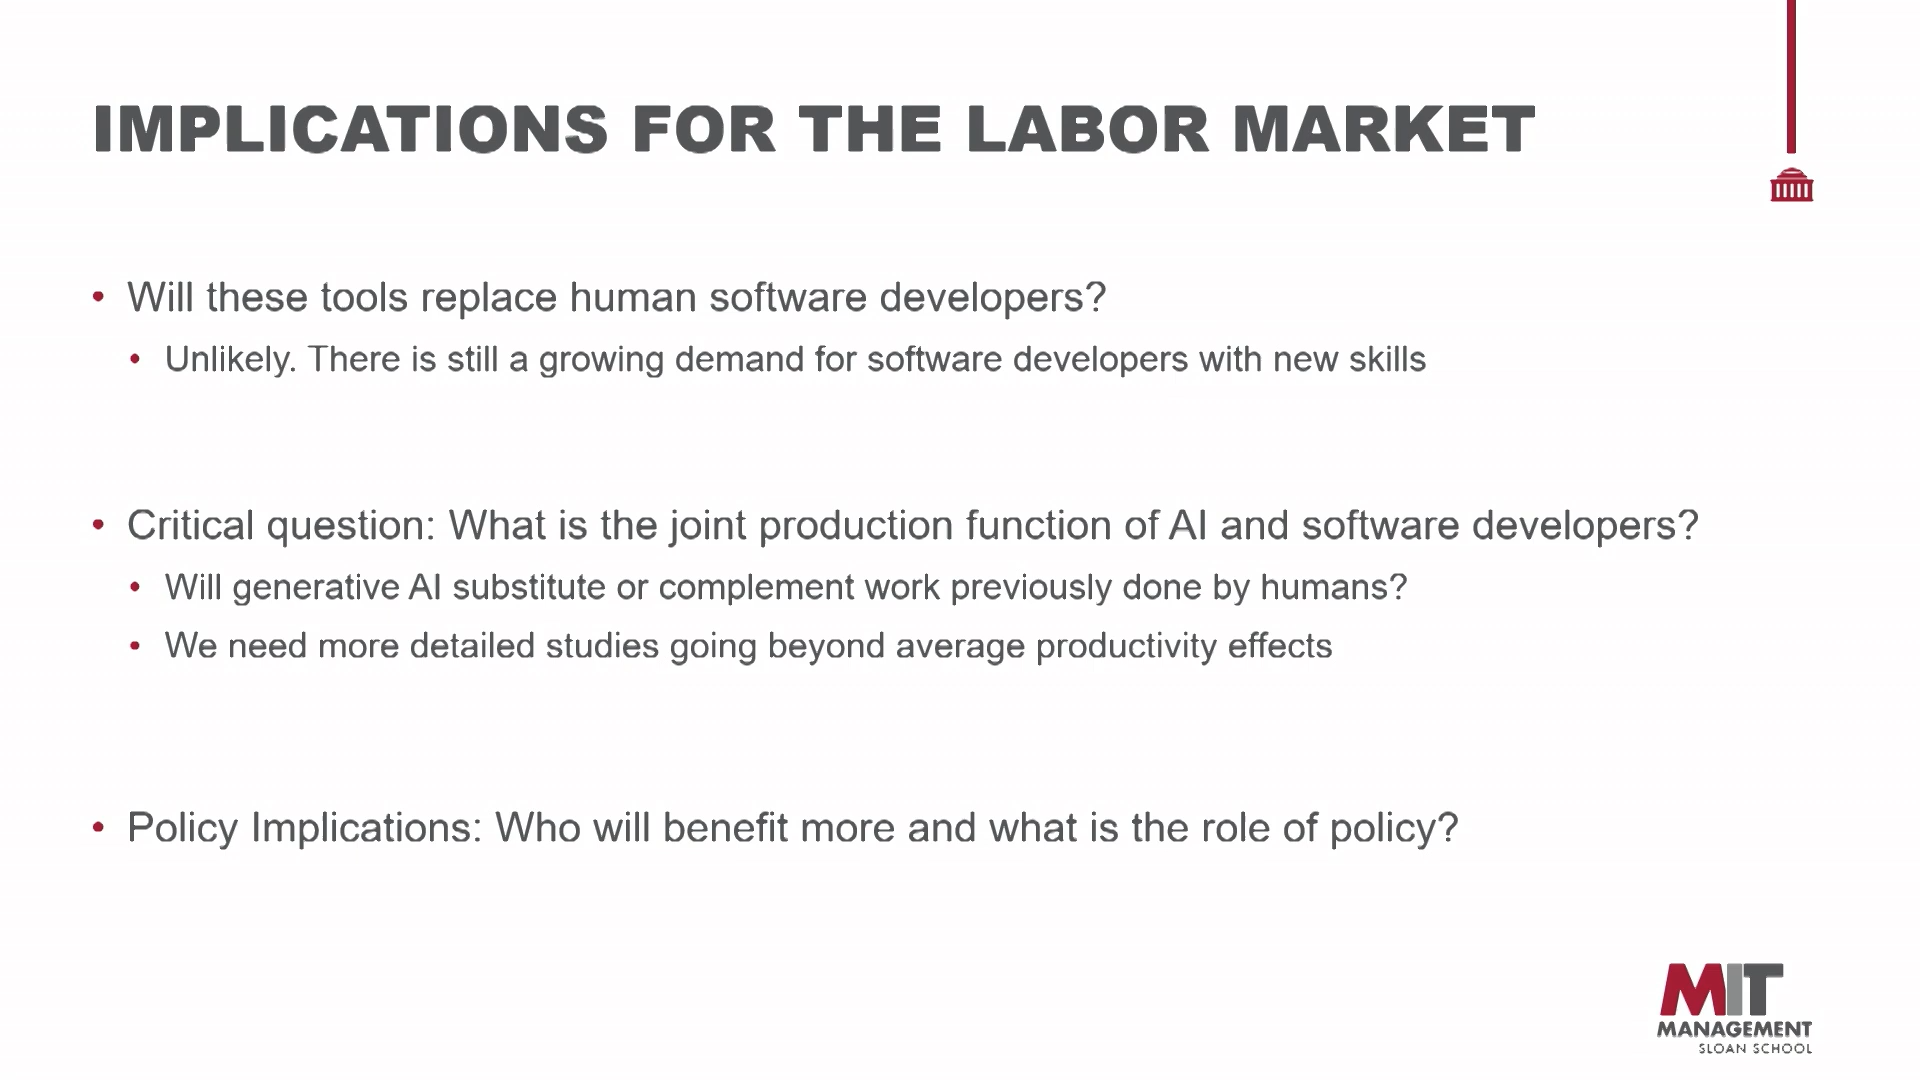 IMPLICATIONS FOR THE LABOR MARKET
• Will these tools replace human software developers?
• Unlikely. There is still a growing demand for software developers with new skills
• Critical question: What is the joint production function of AI and software developers?
• Will generative AI substitute or complement work previously done by humans?
• We need more detailed studies going beyond average productivity effects
• Policy Implications: Who will benefit more and what is the role of policy?
MIT
MANAGEMENT
SLOAN SCHOOL